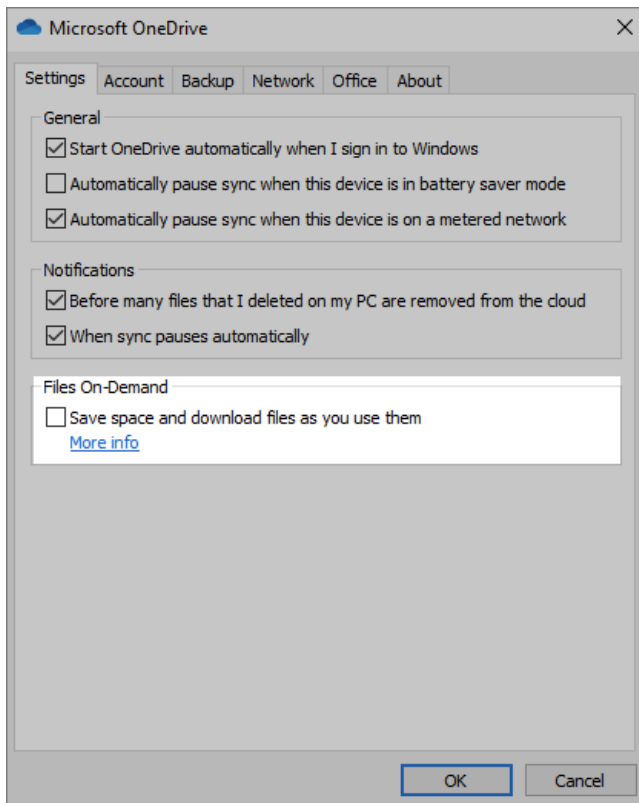 Microsoft OneDrive
Settings Account Backup Network Office About
General
Start OneDrive automatically when I sign in to Windows
Automatically pause sync when this device is in battery saver mode
Automatically pause sync when this device is on a metered network
Notifications
Before many files that I deleted on my PC are removed from the cloud
When sync pauses automatically
Files On-Demand
Save space and download files as you use them
More info
OK Cancel